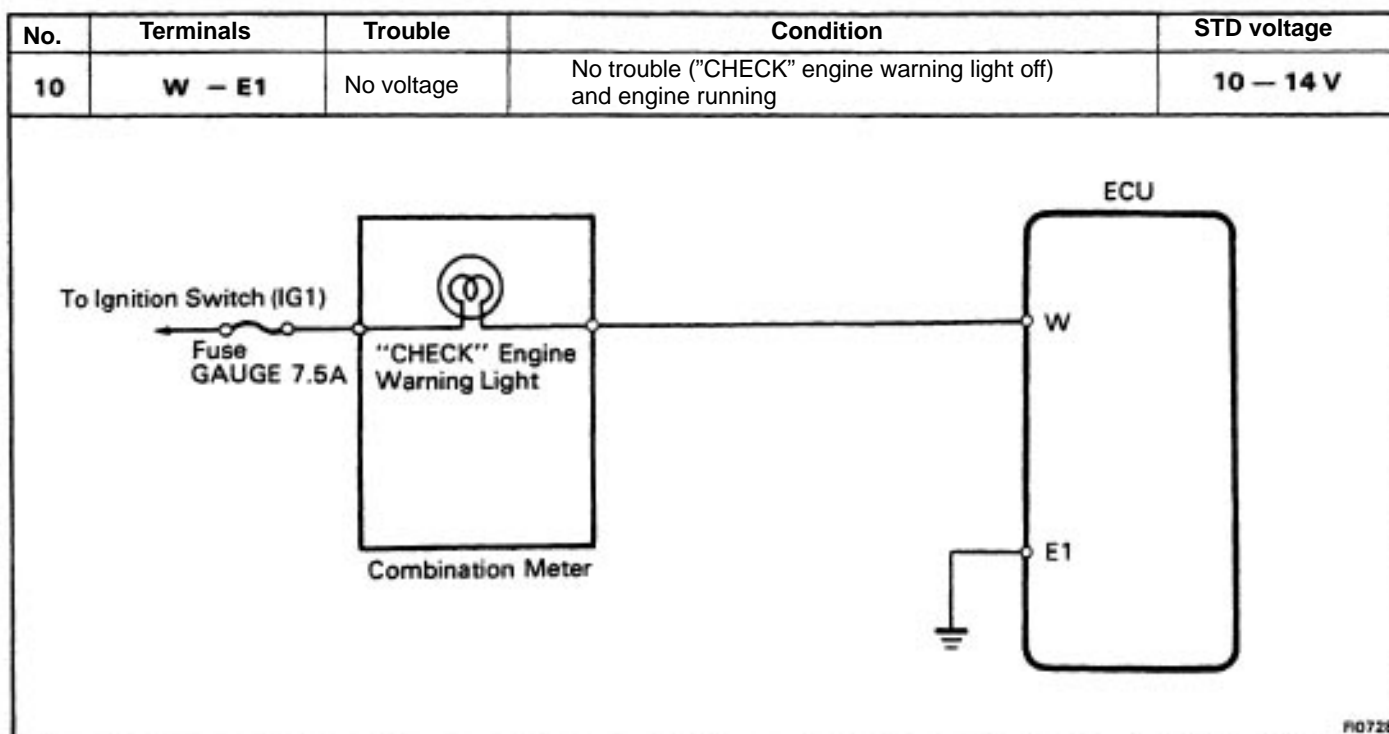 No. Terminals Trouble Condition STD voltage
10 W — E1 No voltage No trouble ("CHECK" engine warning light off)
and engine running 10 — 14 V
ECU
To Ignition Switch (IG1)
Fuse
GAUGE 7.5A
"CHECK" Engine
Warning Light
W
E1
Combination Meter
FI0728